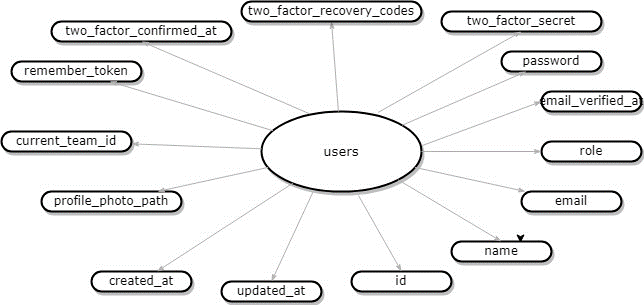 two_factor_recovery_codes
two_factor_secret
two_factor_confirmed_at
password
remember_token
email_verified_at
current_team_id
users
role
profile_photo_path
email
name
created_at
updated_at
id